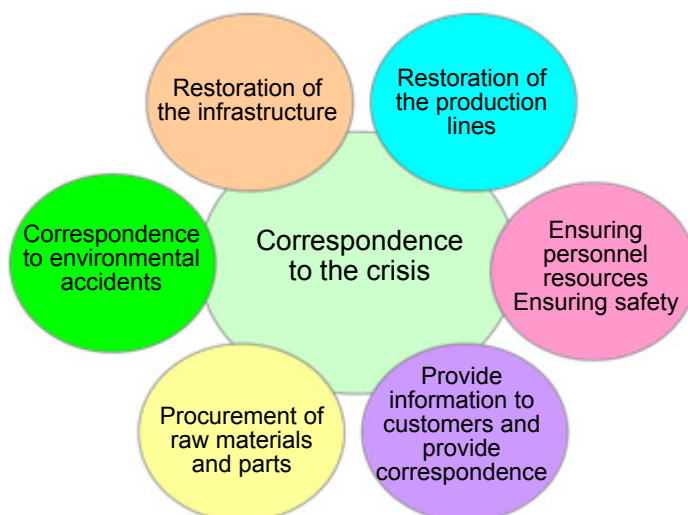 Restoration of
the infrastructure
Restoration of
the production
lines
Correspondence
to environmental
accidents
Correspondence
to the crisis
Ensuring
personnel
resources
Ensuring safety
Procurement of
raw materials
and parts
Provide
information to
customers and
provide
correspondence